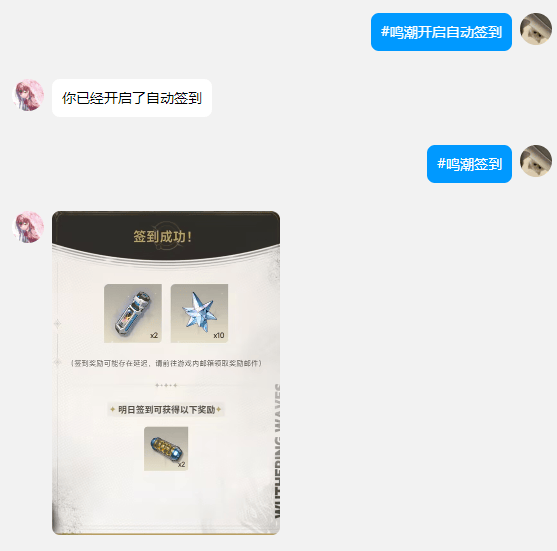 #鸣潮开启自动签到
你已经开启了自动签到
#鸣潮签到
签到成功！
x2
x10
（签到奖励可能存在延迟，请前往游戏内邮箱领取奖励邮件）
明日签到可获得以下奖励
x2
WUTHERING WAVES